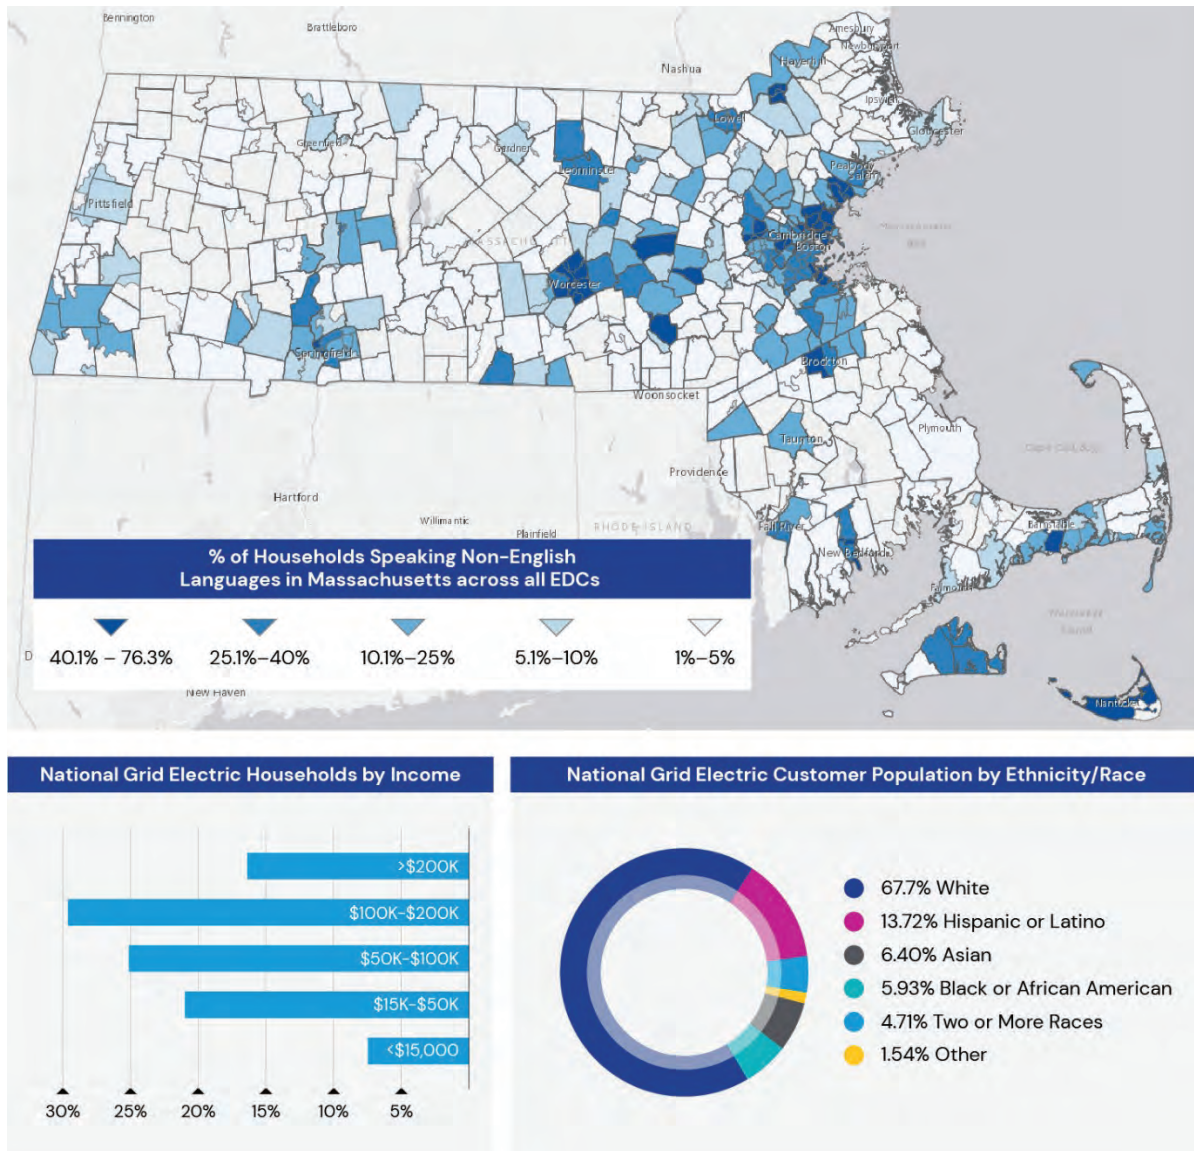 Bennington
Brattleboro
Nashua
Amesbury
Newburyport
Haverhill
Ipswich
Lowell
Gloucester
Greenfield
Gardner
Leominster
Peabody
Salem
Pittsfield
Cambridge
Boston
Worcester
Springfield
Brockton
Woonsocket
Plymouth
Taunton
Providence
Hartford
Willimantic
Plainfield
RHODE ISLAND
Fall River
New Bedford
Barnstable
Falmouth
% of Households Speaking Non-English
Languages in Massachusetts across all EDCs
40.1% – 76.3%
25.1%–40%
10.1%–25%
5.1%–10%
1%–5%
D
New Haven
Nantucket
National Grid Electric Households by Income
>$200K
$100K–$200K
$50K–$100K
$15K–$50K
<$15,000
30% 25% 20% 15% 10% 5%
National Grid Electric Customer Population by Ethnicity/Race
67.7% White
13.72% Hispanic or Latino
6.40% Asian
5.93% Black or African American
4.71% Two or More Races
1.54% Other